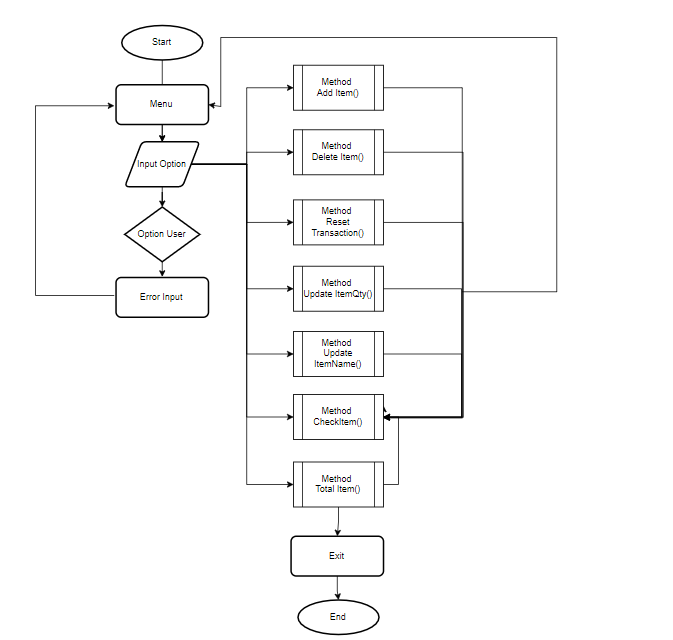 Start
Menu
Input Option
Option User
Error Input
Method
Add Item()
Method
Delete Item()
Method
Reset
Transaction()
Method
Update ItemQty()
Method
Update
ItemName()
Method
CheckItem()
Method
Total Item()
Exit
End